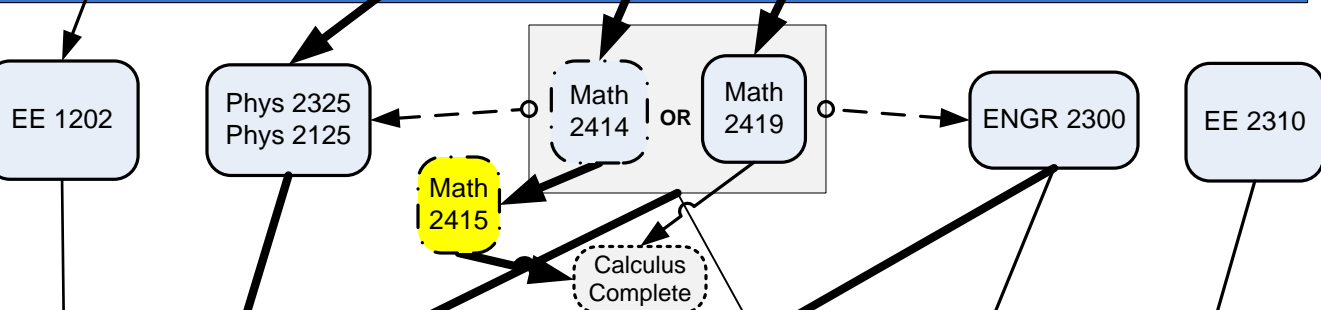 EE 1202
Phys 2325
Phys 2125
Math
2414
OR
Math
2419
ENGR 2300
EE 2310
Math
2415
Calculus
Complete